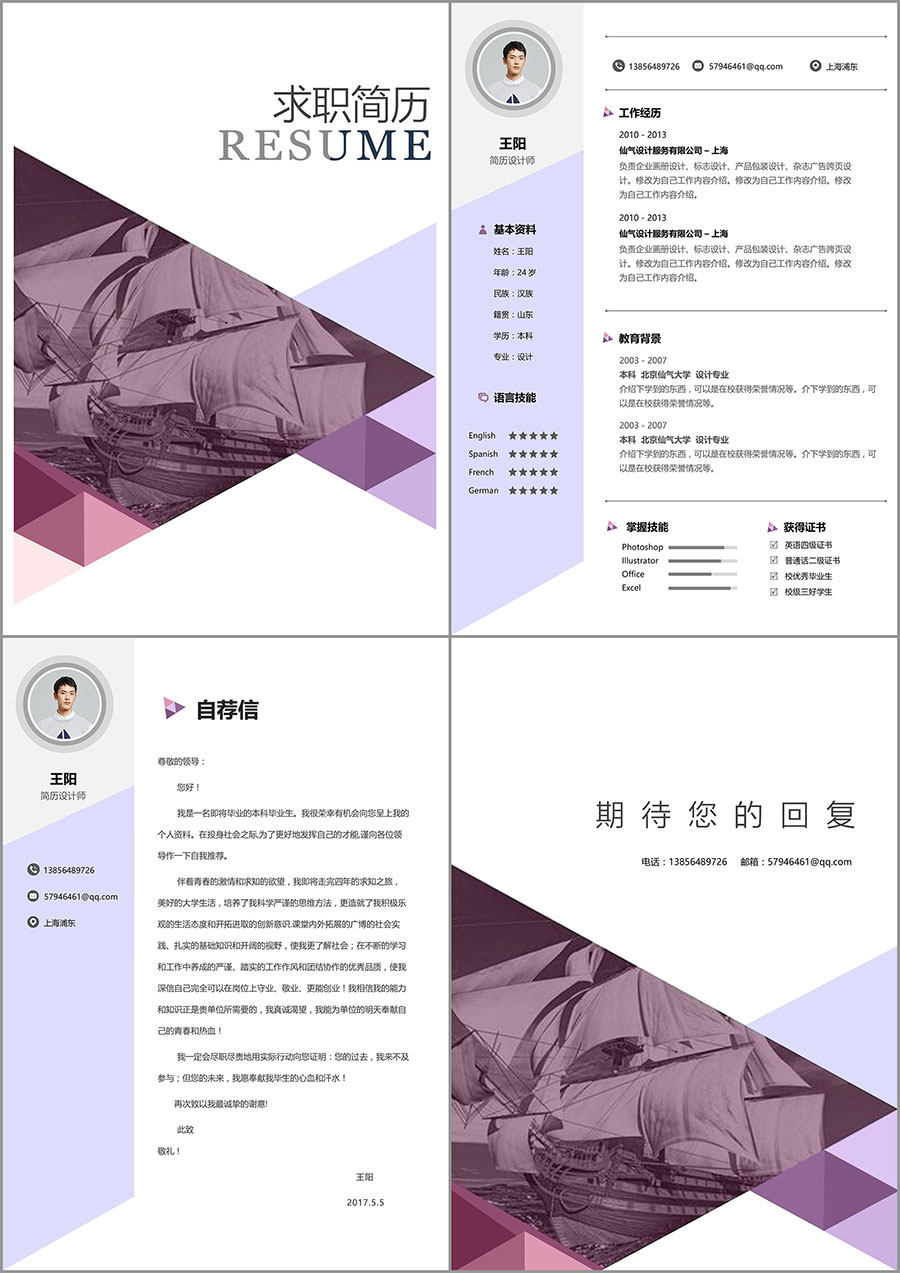 求职简历
RESUME
王阳
简历设计师
基本资料
姓名：王阳
年龄：24 岁
民族：汉族
籍贯：山东
学历：本科
专业：设计
语言技能
English ★★★★★
Spanish ★★★★★
French ★★★★★
German ★★★★★
13856489726 57946461@qq.com 上海浦东
工作经历
2010 - 2013
仙气设计服务有限公司 – 上海
负责企业画册设计、标志设计、产品包装设计、杂志广告跨页设
计。修改为自己工作内容介绍。修改为自己工作内容介绍。修改
为自己工作内容介绍。
2010 - 2013
仙气设计服务有限公司 – 上海
负责企业画册设计、标志设计、产品包装设计、杂志广告跨页设
计。修改为自己工作内容介绍。修改为自己工作内容介绍。修改
为自己工作内容介绍。
教育背景
2003 - 2007
本科 北京仙气大学 设计专业
介绍下学到的东西，可以是在校获得荣誉情况等。介下学到的东西，可
以是在校获得荣誉情况等。
2003 - 2007
本科 北京仙气大学 设计专业
介绍下学到的东西，可以是在校获得荣誉情况等。介下学到的东西，可
以是在校获得荣誉情况等。
掌握技能
Photoshop
Illustrator
Office
Excel
获得证书
☑ 英语四级证书
☑ 普通话二级证书
☑ 校优秀毕业生
☑ 校级三好学生
王阳
简历设计师
13856489726
57946461@qq.com
上海浦东
自荐信
尊敬的领导：
您好！
我是一名即将毕业的本科毕业生。我很荣幸有机会向您呈上我的
个人资料。在投身社会之际,为了更好地发挥自己的才能,谨向各位领
导作一下自我推荐。
伴着青春的激情和求知的欲望，我即将走完四年的求知之旅，
美好的大学生活，培养了我科学严谨的思维方法，更造就了我积极乐
观的生活态度和开拓进取的创新意识.课堂内外拓展的广博的社会实
践、扎实的基础知识和开阔的视野，使我更了解社会；在不断的学习
和工作中养成的严谨、踏实的工作作风和团结协作的优秀品质，使我
深信自己完全可以在岗位上守业、敬业、更能创业！我相信我的能力
和知识正是贵单位所需要的，我真诚渴望，我能为单位的明天奉献自
己的青春和热血！
我一定会尽职尽责地用实际行动向您证明：您的过去，我来不及
参与；但您的未来，我愿奉献我毕生的心血和汗水！
再次致以我最诚挚的谢意!
此致
敬礼！
王阳
2017.5.5
期待您的回复
电话：13856489726 邮箱：57946461@qq.com